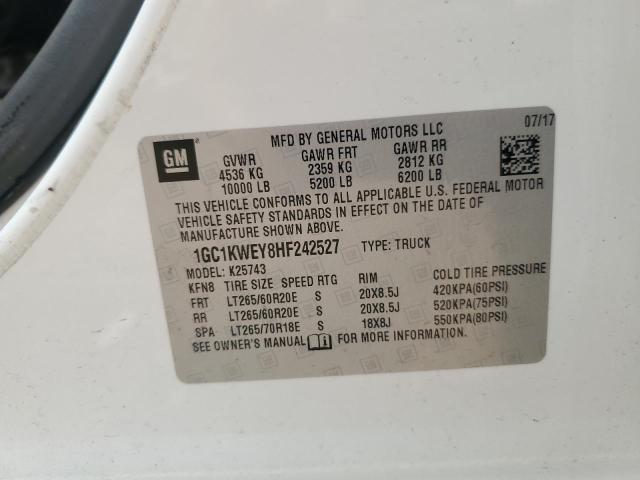 MFD BY GENERAL MOTORS LLC
07/17
GM
GVWR GAWR FRT GAWR RR
4536 KG 2359 KG 2812 KG
10000 LB 5200 LB 6200 LB
THIS VEHICLE CONFORMS TO ALL APPLICABLE U.S. FEDERAL MOTOR
VEHICLE SAFETY STANDARDS IN EFFECT ON THE DATE OF
MANUFACTURE SHOWN ABOVE.
1GC1KWEY8HF242527 TYPE: TRUCK
MODEL: K25743
KFN8 TIRE SIZE SPEED RTG RIM COLD TIRE PRESSURE
FRT LT265/60R20E S 20X8.5J 420KPA(60PSI)
RR LT265/60R20E S 20X8.5J 520KPA(75PSI)
SPA LT265/70R18E S 18X8J 550KPA(80PSI)
SEE OWNER'S MANUAL FOR MORE INFORMATION.